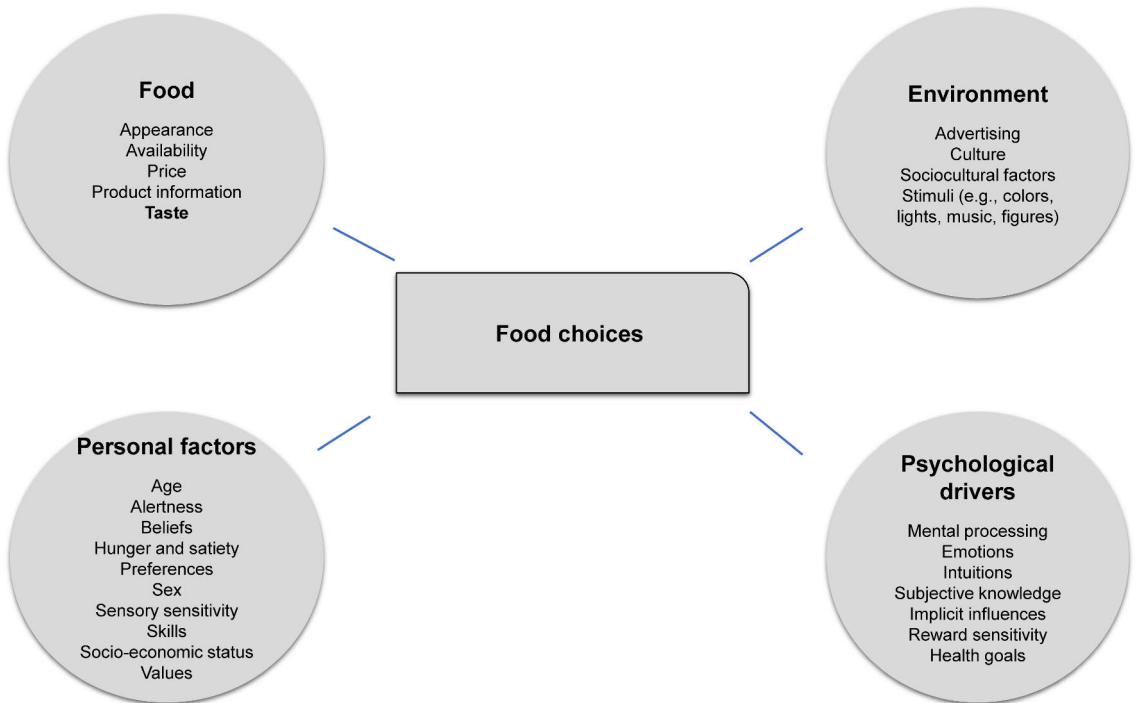 Food
Appearance
Availability
Price
Product information
Taste
Environment
Advertising
Culture
Sociocultural factors
Stimuli (e.g., colors,
lights, music, figures)
Food choices
Personal factors
Age
Alertness
Beliefs
Hunger and satiety
Preferences
Sex
Sensory sensitivity
Skills
Socio-economic status
Values
Psychological
drivers
Mental processing
Emotions
Intuitions
Subjective knowledge
Implicit influences
Reward sensitivity
Health goals